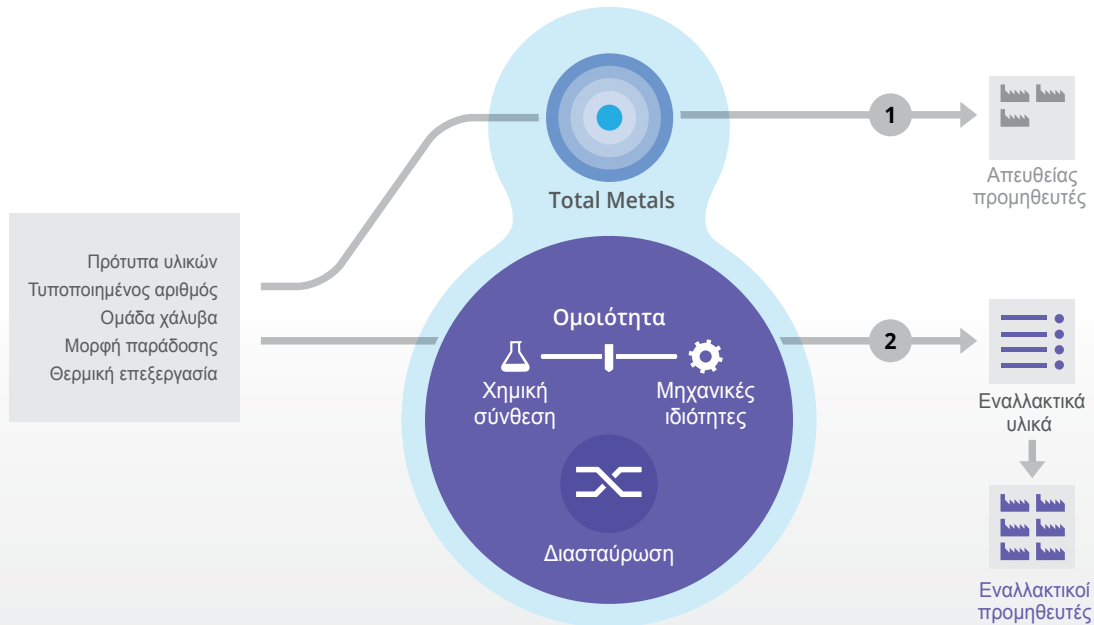 Total Metals
1
Απευθείας
προμηθευτές
Πρότυπα υλικών
Τυποποιημένος αριθμός
Ομάδα χάλυβα
Μορφή παράδοσης
Θερμική επεξεργασία
Ομοιότητα
Χημική
σύνθεση
Μηχανικές
ιδιότητες
Διασταύρωση
2
Εναλλακτικά
υλικά
Εναλλακτικοί
προμηθευτές